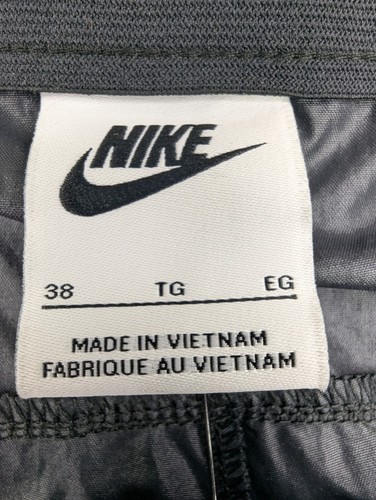 NIKE
38 TG EG
MADE IN VIETNAM
FABRIQUE AU VIETNAM